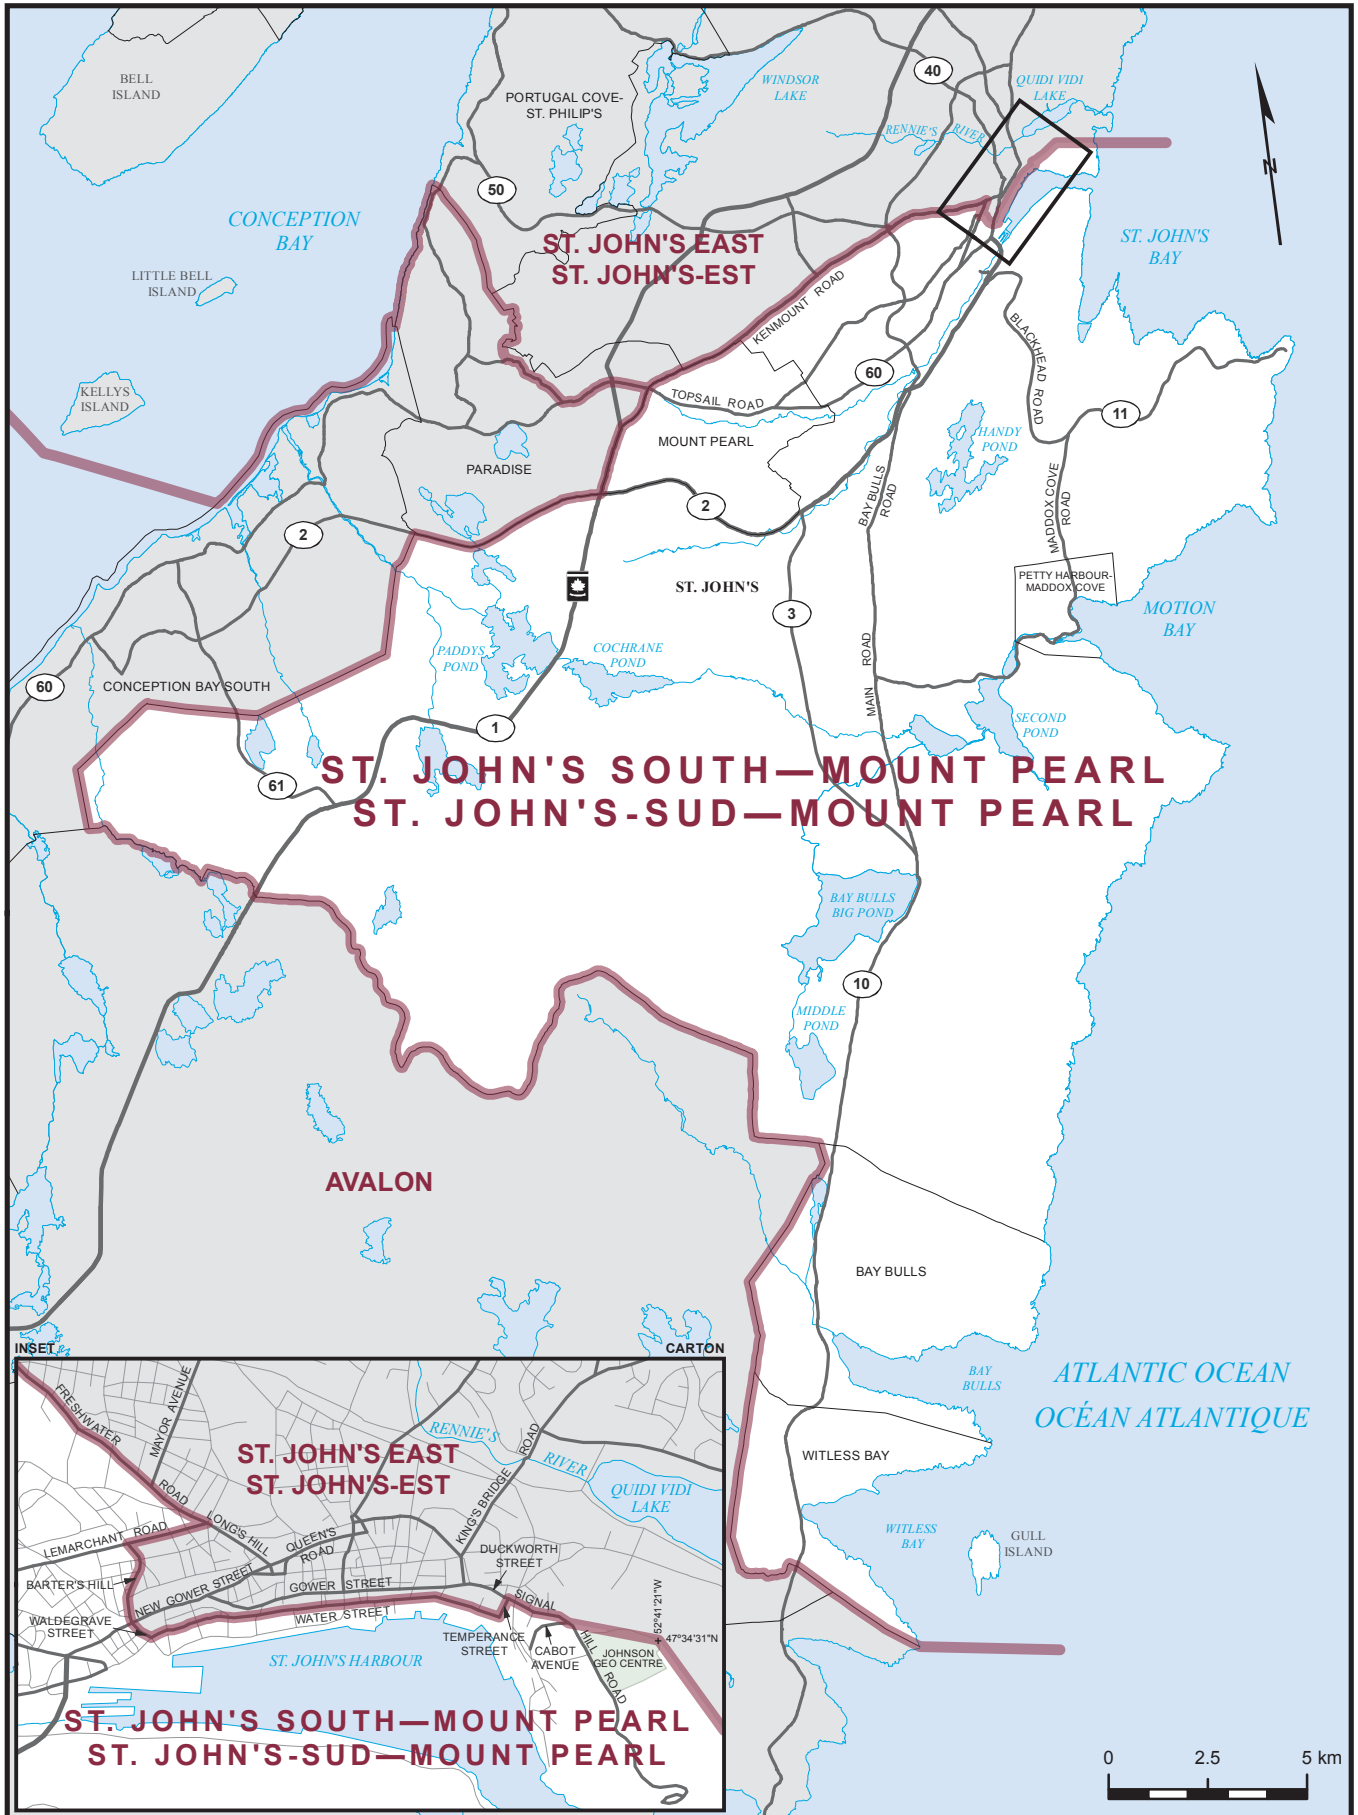 BELL
ISLAND
PORTUGAL COVE-
ST. PHILIP'S
WINDSOR
LAKE
40
QUIDI VIDI
LAKE
RENNIE'S RIVER
N
50
CONCEPTION
BAY
ST. JOHN'S EAST
ST. JOHN'S-EST
ST. JOHN'S
BAY
LITTLE BELL
ISLAND
KENMOUNT ROAD
BLACKHEAD ROAD
60
KELLYS
ISLAND
TOPSAIL ROAD
11
MOUNT PEARL
HANDY
POND
PARADISE
BAY BULLS
ROAD
MADDOX COVE
ROAD
2
2
ST. JOHN'S
PETTY HARBOUR-
MADDOX COVE
3
MOTION
BAY
PADDYS
POND
COCHRANE
POND
MAIN ROAD
60
CONCEPTION BAY SOUTH
1
SECOND
POND
61
ST. JOHN'S SOUTH—MOUNT PEARL
ST. JOHN'S-SUD—MOUNT PEARL
BAY BULLS
BIG POND
10
MIDDLE
POND
AVALON
BAY BULLS
BAY
BULLS
ATLANTIC OCEAN
OCÉAN ATLANTIQUE
WITLESS BAY
WITLESS
BAY
GULL
ISLAND
INSET
CARTON
FRESHWATER
ROAD
MAYOR AVENUE
ST. JOHN'S EAST
ST. JOHN'S-EST
RENNIE'S
RIVER
KING'S BRIDGE ROAD
QUIDI VIDI
LAKE
LEMARCHANT ROAD
LONG'S HILL
QUEEN'S
ROAD
DUCKWORTH
STREET
BARTER'S HILL
NEW GOWER STREET
GOWER STREET
SIGNAL
HILL ROAD
WALDEGRAVE
STREET
WATER STREET
TEMPERANCE
STREET
CABOT
AVENUE
52°41'21"W
47°34'31"N
JOHNSON
GEO CENTRE
ST. JOHN'S HARBOUR
ST. JOHN'S SOUTH—MOUNT PEARL
ST. JOHN'S-SUD—MOUNT PEARL
0 2.5 5 km